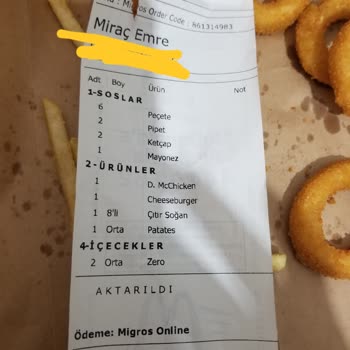 : Migros Order Code : 861314983
Miraç Emre
Adt Boy Ürün Not
1-SOSLAR
6 Peçete
2 Pipet
2 Ketçap
1 Mayonez
2-ÜRÜNLER
1 D. McChicken
1 Cheeseburger
1 8'li Çıtır Soğan
1 Orta Patates
4-İÇECEKLER
2 Orta Zero
AKTARILDI
Ödeme: Migros Online